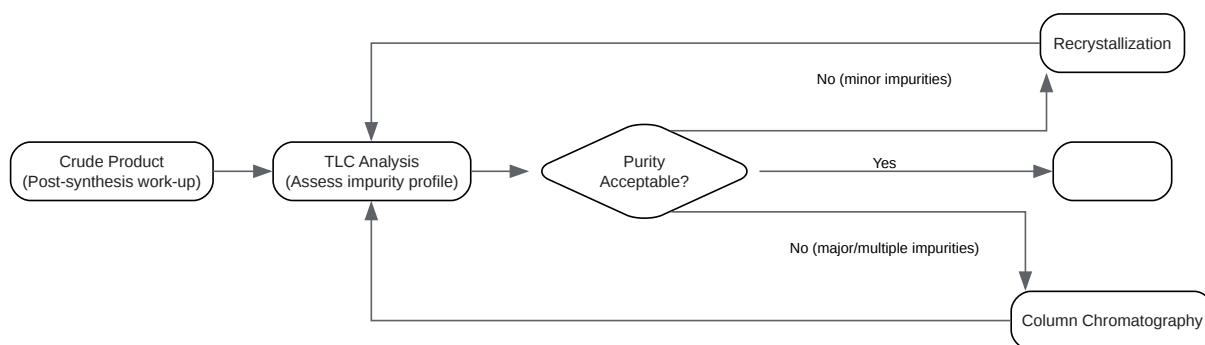 Recrystallization
No (minor impurities)
Crude Product
(Post-synthesis work-up)
TLC Analysis
(Assess impurity profile)
Purity
Acceptable?
Yes
No (major/multiple impurities)
Column Chromatography